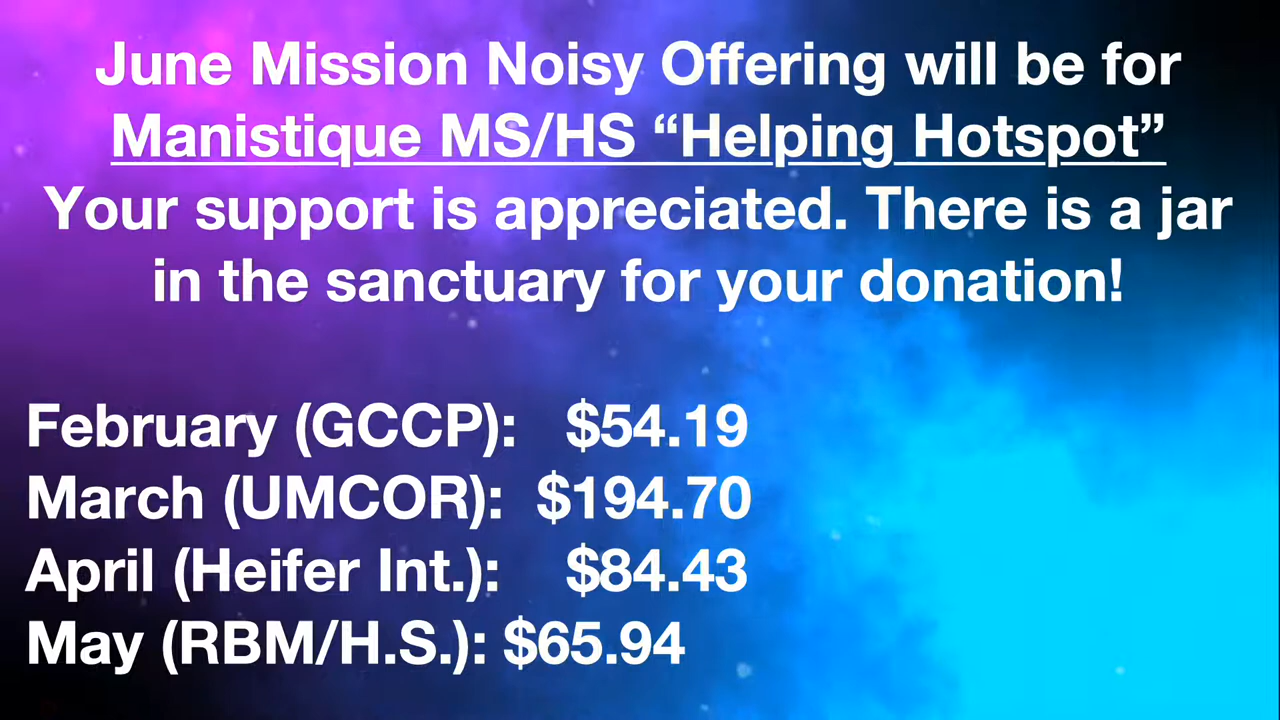 June Mission Noisy Offering will be for
Manistique MS/HS “Helping Hotspot”
Your support is appreciated. There is a jar
in the sanctuary for your donation!
February (GCCP): $54.19
March (UMCOR): $194.70
April (Heifer Int.): $84.43
May (RBM/H.S.): $65.94